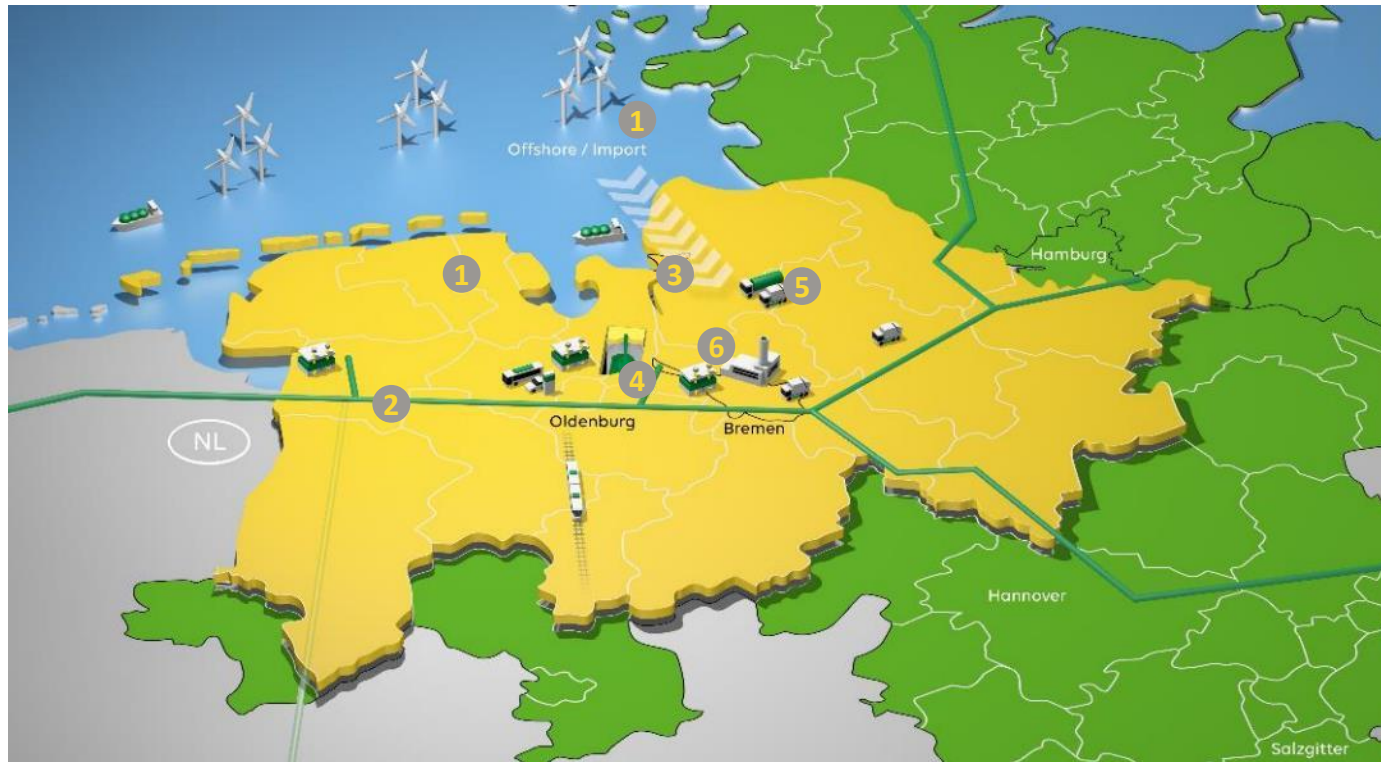 1
Offshore / Import
Hamburg
1
3
5
6
4
2
Oldenburg
Bremen
NL
Hannover
Salzgitter